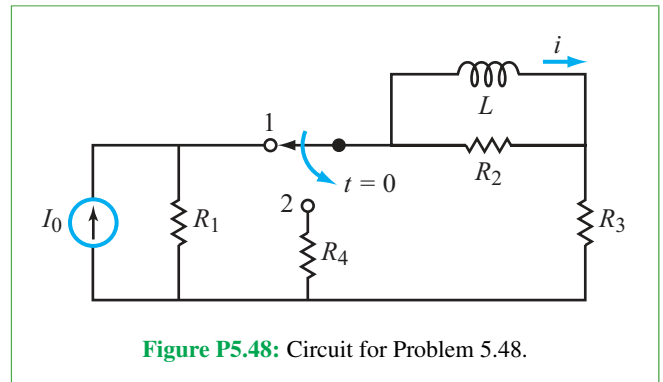 i
L
1
R2
t = 0
2
I0
R1
R3
R4
Figure P5.48: Circuit for Problem 5.48.